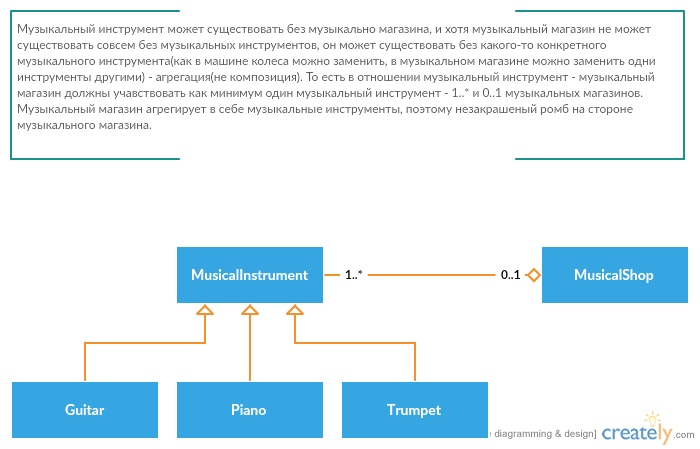 Музыкальный инструмент может существовать без музыкально магазина, и хотя музыкальный магазин не может
существовать совсем без музыкальных инструментов, он может существовать без какого-то конкретного
музыкального инструмента(как в машине колеса можно заменить, в музыкальном магазине можно заменить одни
инструменты другими) - агрегация(не композиция). То есть в отношении музыкальный инструмент - музыкальный
магазин должны учавствовать как минимум один музыкальный инструмент - 1..* и 0..1 музыкальных магазинов.
Музыкальный магазин агрегирует в себе музыкальные инструменты, поэтому незакрашеный ромб на стороне
музыкального магазина.
MusicalInstrument 1..* 0..1 MusicalShop
Guitar Piano Trumpet
diagramming & design] creately.com